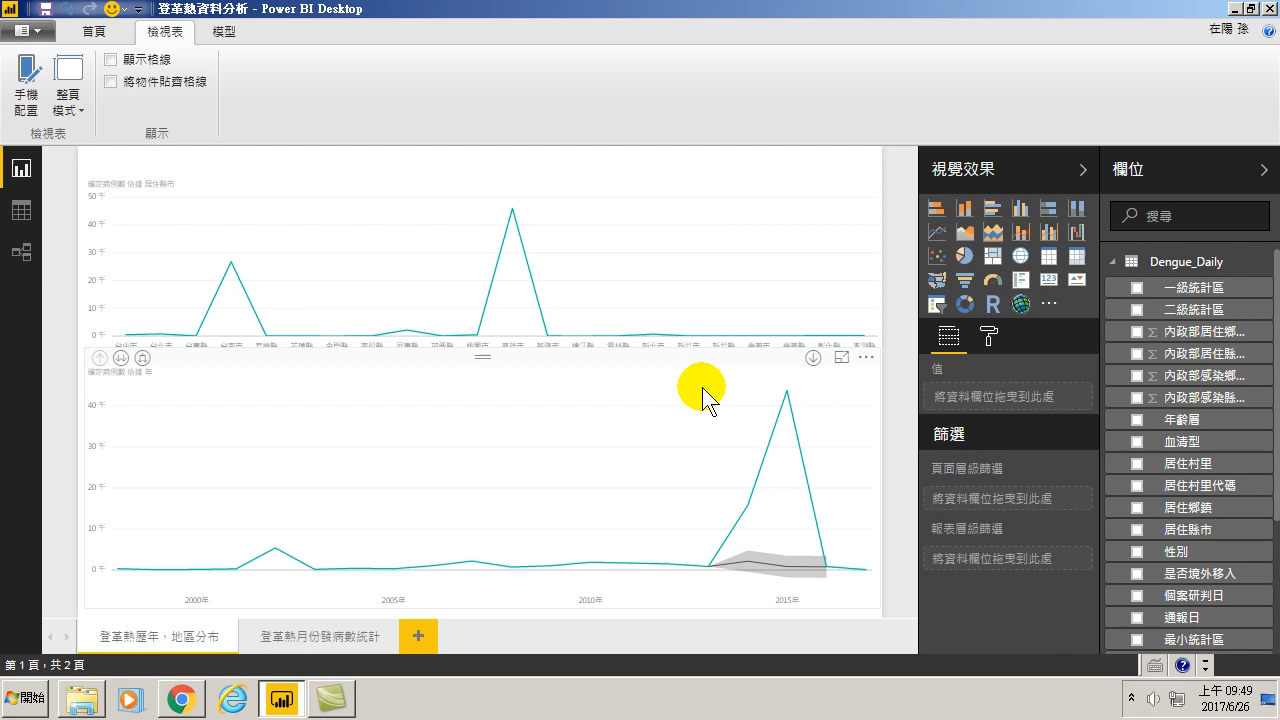 登革熱資料分析 - Power BI Desktop
首頁
檢視表
模型
在陽 孫
手機
配置
整頁
模式
顯示格線
將物件貼齊格線
檢視表
顯示
確定病例數 依據 居住縣市
50 千
40 千
30 千
20 千
10 千
0 千
確定病例數 依據 年
40 千
30 千
20 千
10 千
0 千
2000年
2005年
2010年
2015年
視覺效果
值
將資料欄位拖曳到此處
篩選
頁面層級篩選
將資料欄位拖曳到此處
報表層級篩選
將資料欄位拖曳到此處
欄位
搜尋
Dengue_Daily
一級統計區
二級統計區
內政部居住鄉...
內政部居住縣...
內政部感染鄉...
內政部感染縣...
年齡層
血清型
居住村里
居住村里代碼
居住鄉鎮
居住縣市
性別
是否境外移入
個案研判日
通報日
最小統計區
登革熱歷年、地區分布
登革熱月份發病數統計
第 1 頁，共 2 頁
開始
上午 09:49
2017/6/26